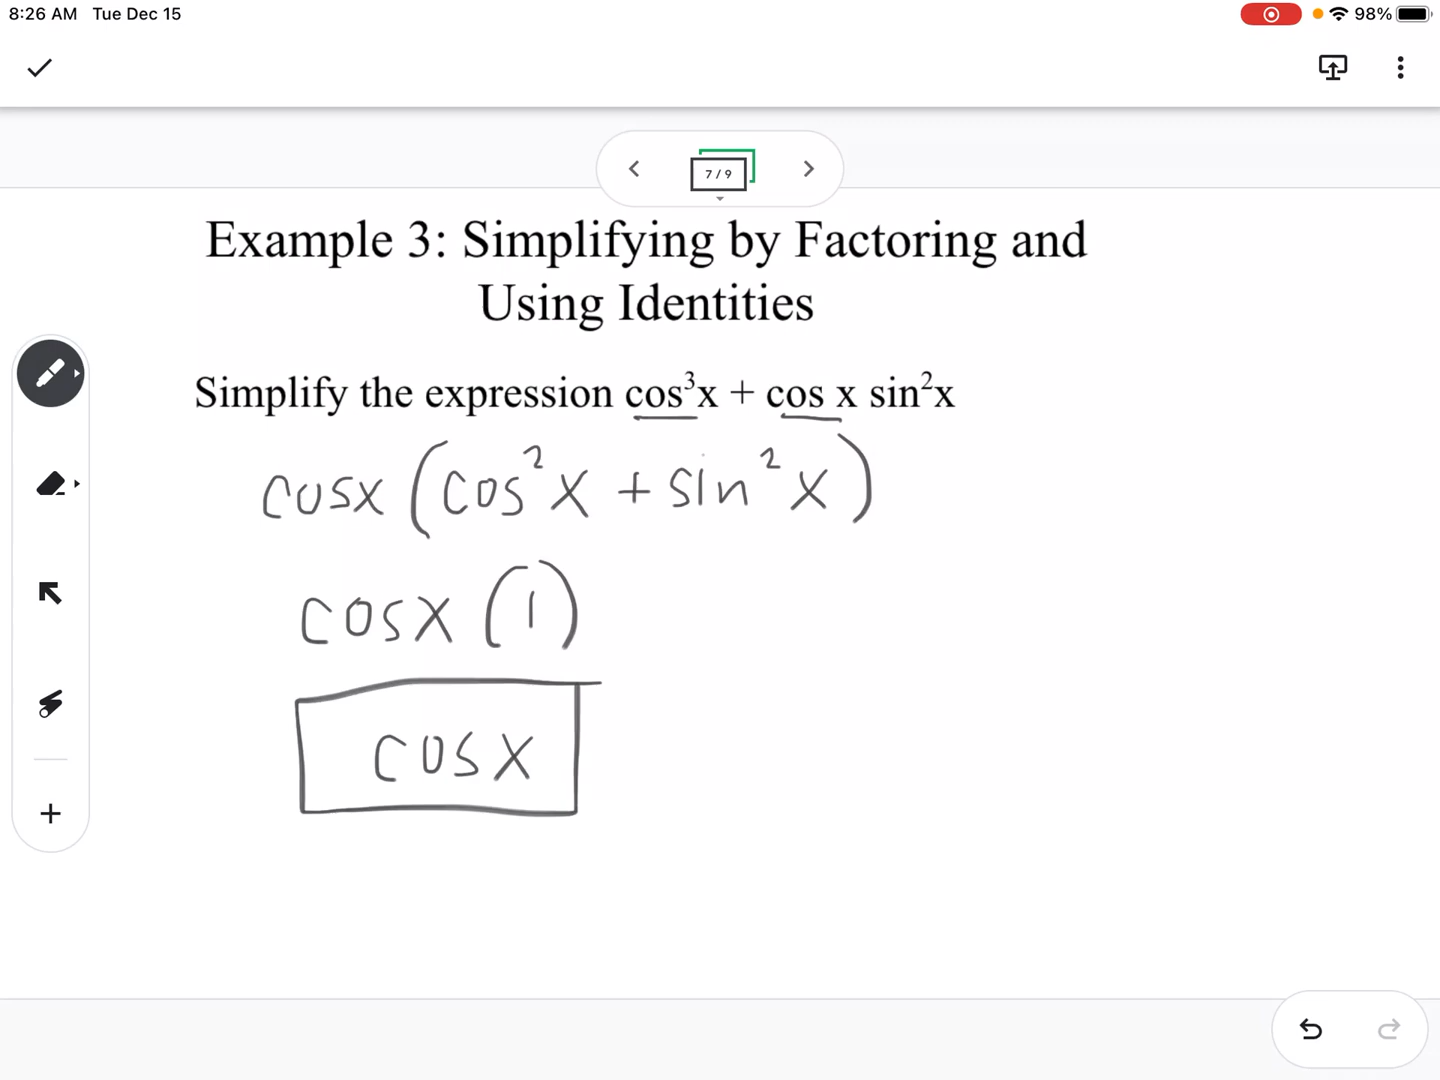 8:26 AM Tue Dec 15 98%
7 / 9
Example 3: Simplifying by Factoring and
Using Identities
Simplify the expression cos³x + cos x sin²x
cosx (cos²x + sin²x)
cosx (1)
cosx